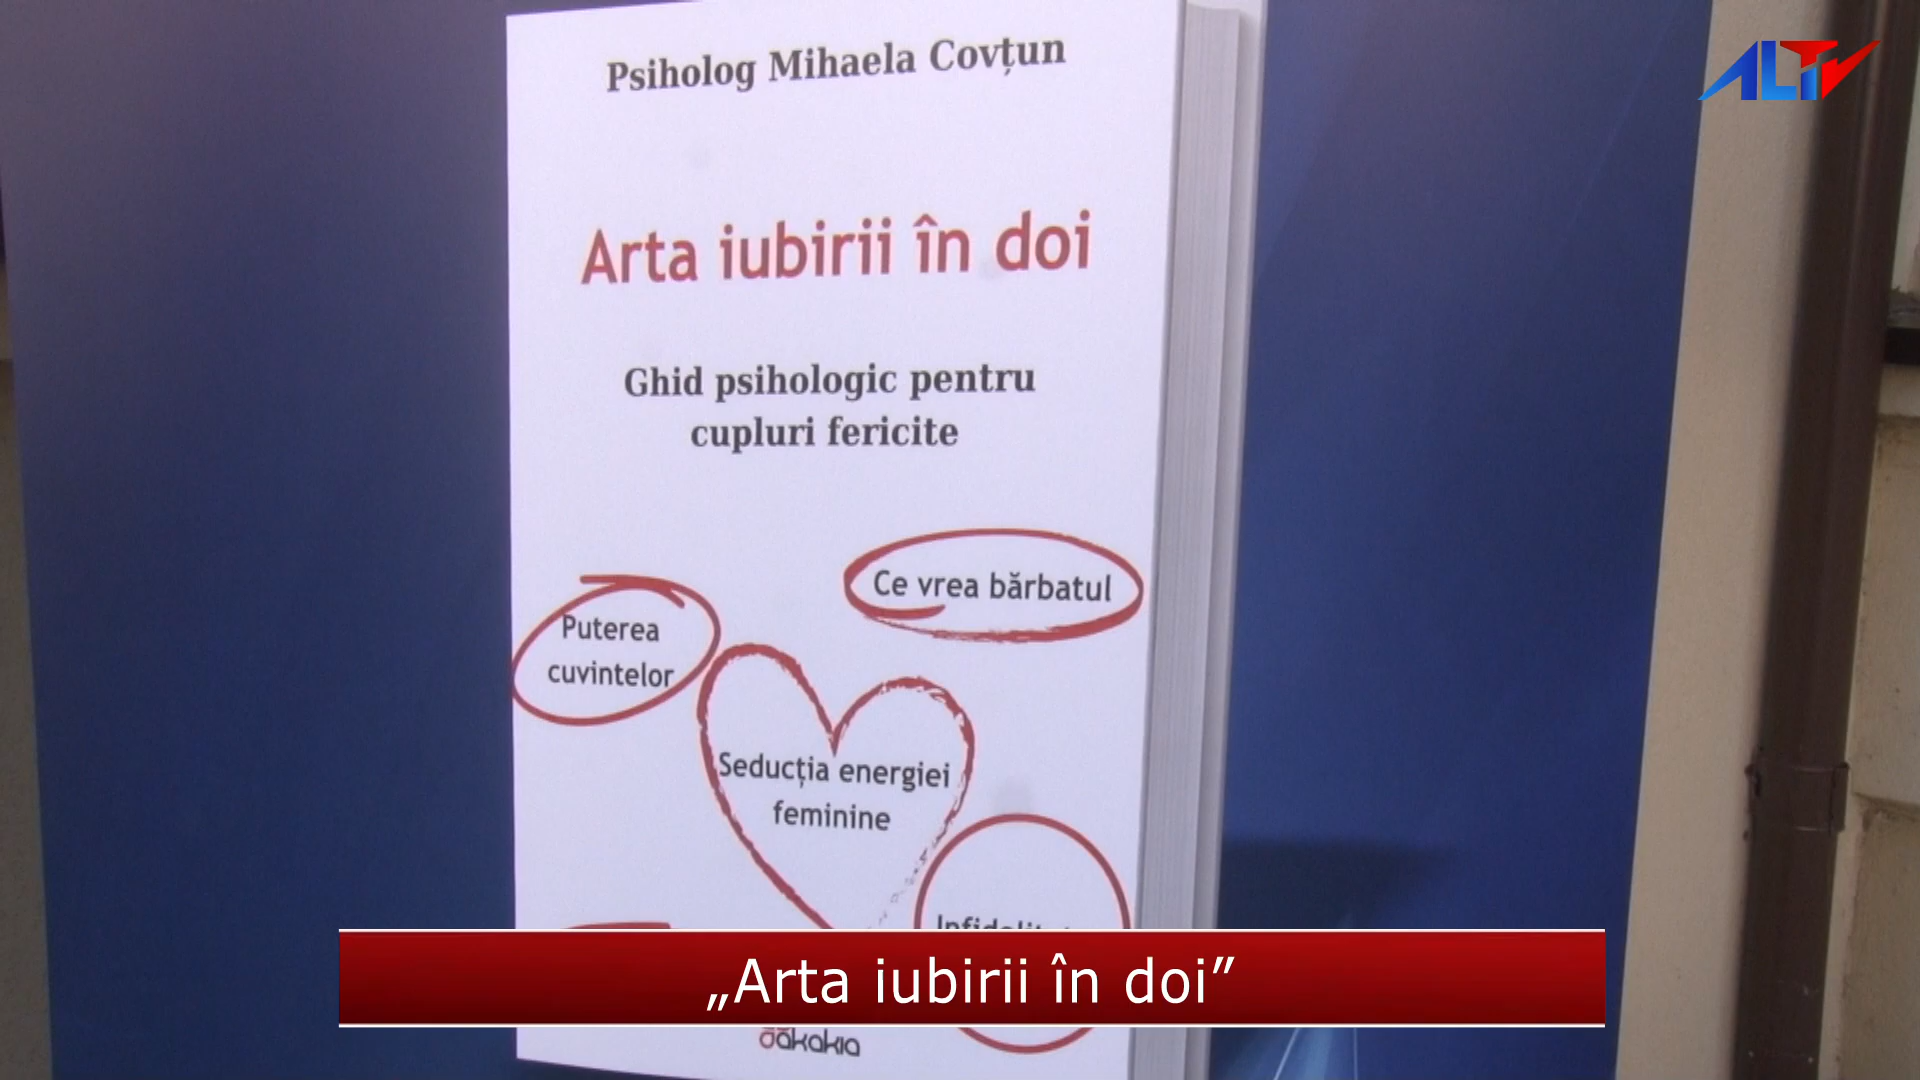 Psiholog Mihaela Covțun
ALTV
Arta iubirii în doi
Ghid psihologic pentru
cupluri fericite
Ce vrea bărbatul
Puterea
cuvintelor
Seducția energiei
feminine
„Arta iubirii în doi”
akakia